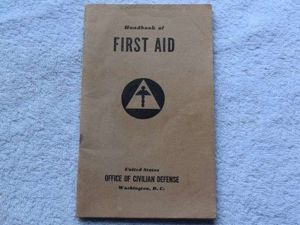 Handbook of
FIRST AID
United States
OFFICE OF CIVILIAN DEFENSE
Washington, D. C.